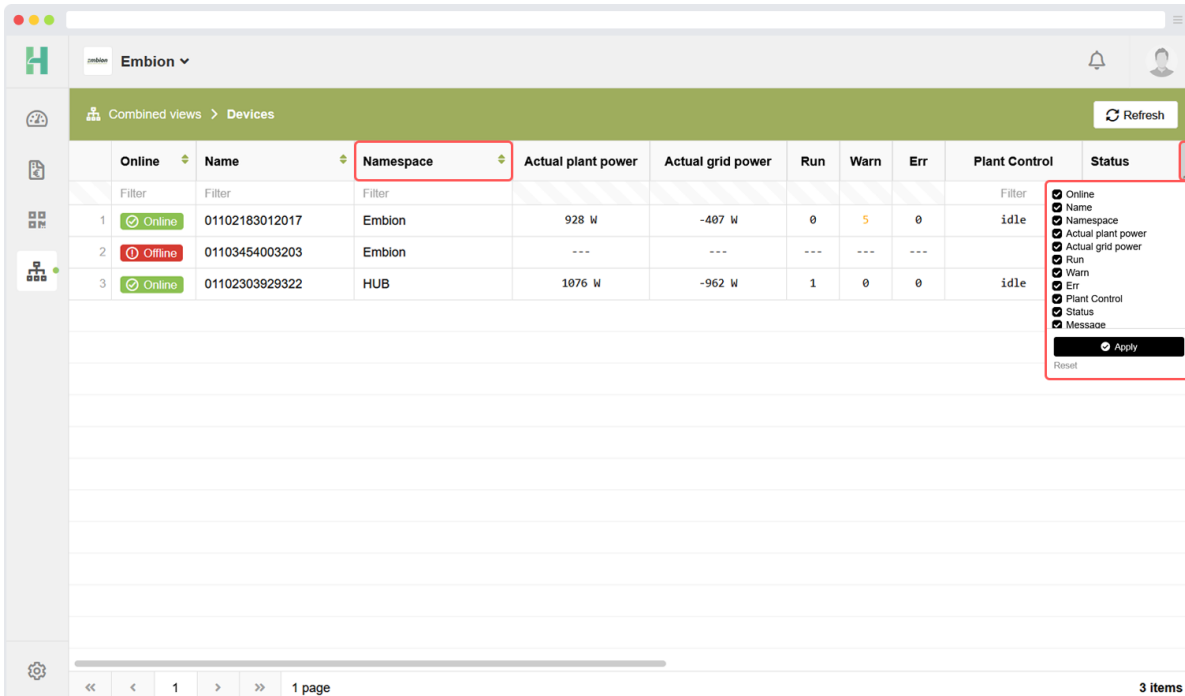 embion Embion
Combined views > Devices Refresh
Online Name Namespace Actual plant power Actual grid power Run Warn Err Plant Control Status
Filter Filter Filter Filter
1 Online 01102183012017 Embion 928 W -407 W 0 5 0 idle
2 Offline 01103454003203 Embion --- --- --- --- ---
3 Online 01102303929322 HUB 1076 W -962 W 1 0 0 idle
Online
Name
Namespace
Actual plant power
Actual grid power
Run
Warn
Err
Plant Control
Status
Message
Apply
Reset
<< < 1 > >> 1 page 3 items